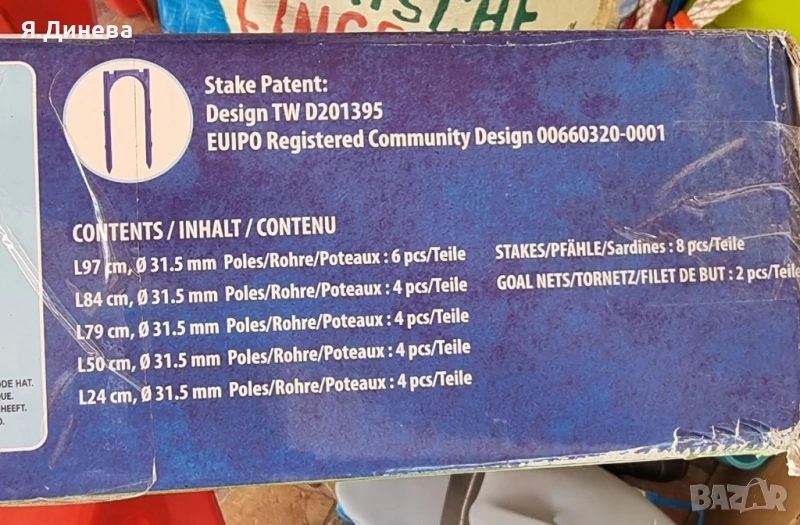 Я.Динева
Stake Patent:
Design TW D201395
EUIPO Registered Community Design 00660320-0001
CONTENTS / INHALT / CONTENU
L97 cm, Ø 31.5 mm Poles/Rohre/Poteaux : 6 pcs/Teile
L84 cm, Ø 31.5 mm Poles/Rohre/Poteaux : 4 pcs/Teile
L79 cm, Ø 31.5 mm Poles/Rohre/Poteaux : 4 pcs/Teile
L50 cm, Ø 31.5 mm Poles/Rohre/Poteaux : 4 pcs/Teile
L24 cm, Ø 31.5 mm Poles/Rohre/Poteaux : 4 pcs/Teile
STAKES/PFÄHLE/Sardines : 8 pcs/Teile
GOAL NETS/TORNETZ/FILET DE BUT : 2 pcs/Teile
HAT.
HEEFT.
BAZAR